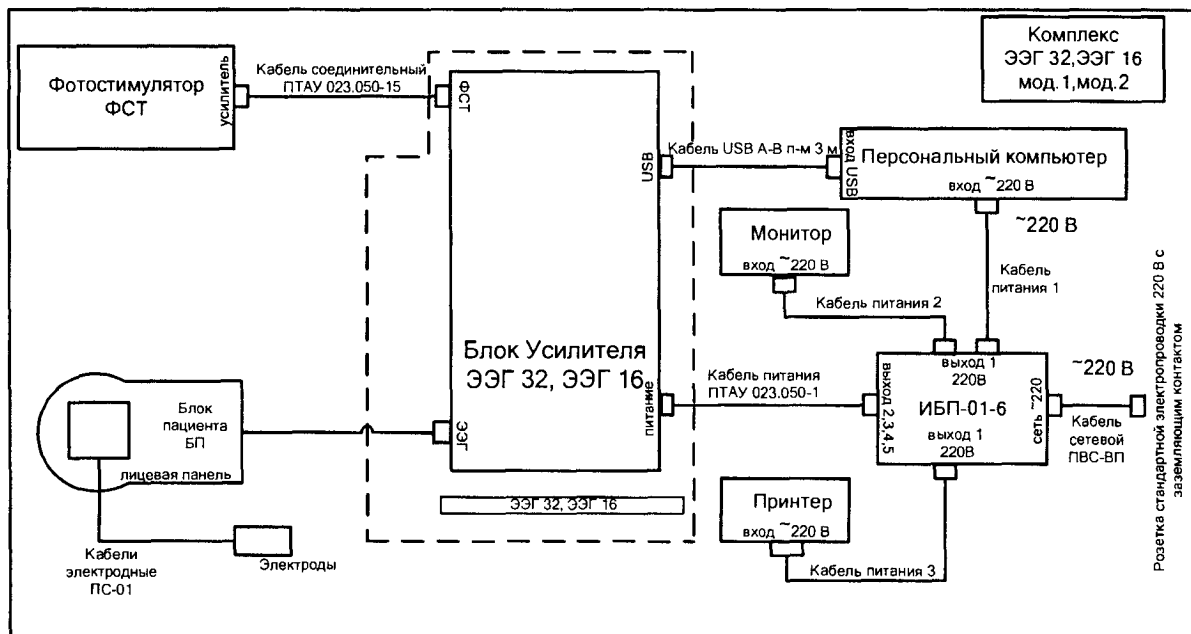 Комплекс
ЭЭГ 32,ЭЭГ 16
мод.1,мод.2
Фотостимулятор
ФСТ
усилитель
Кабель соединительный
ПТАУ 023.050-15
ФСТ
USB
Кабель USB А-В п-м 3 м
вход USB
Персональный компьютер
вход ~220 В
~220 В
Монитор
вход ~220 В
Кабель
питания 1
Кабель питания 2
Блок Усилителя
ЭЭГ 32, ЭЭГ 16
питание
ЭЭГ
Кабель питания
ПТАУ 023.050-1
выход 2,3,4,5
выход 1
220В
ИБП-01-6
выход 1
220В
сеть ~220
~220 В
Кабель
сетевой
ПВС-ВП
Розетка стандартной электропроводки 220 В с
заземляющим контактом
Блок
пациента
БП
лицевая панель
ЭЭГ 32, ЭЭГ 16
Принтер
вход ~220 В
Кабель питания 3
Кабели
электродные
ПС-01
Электроды